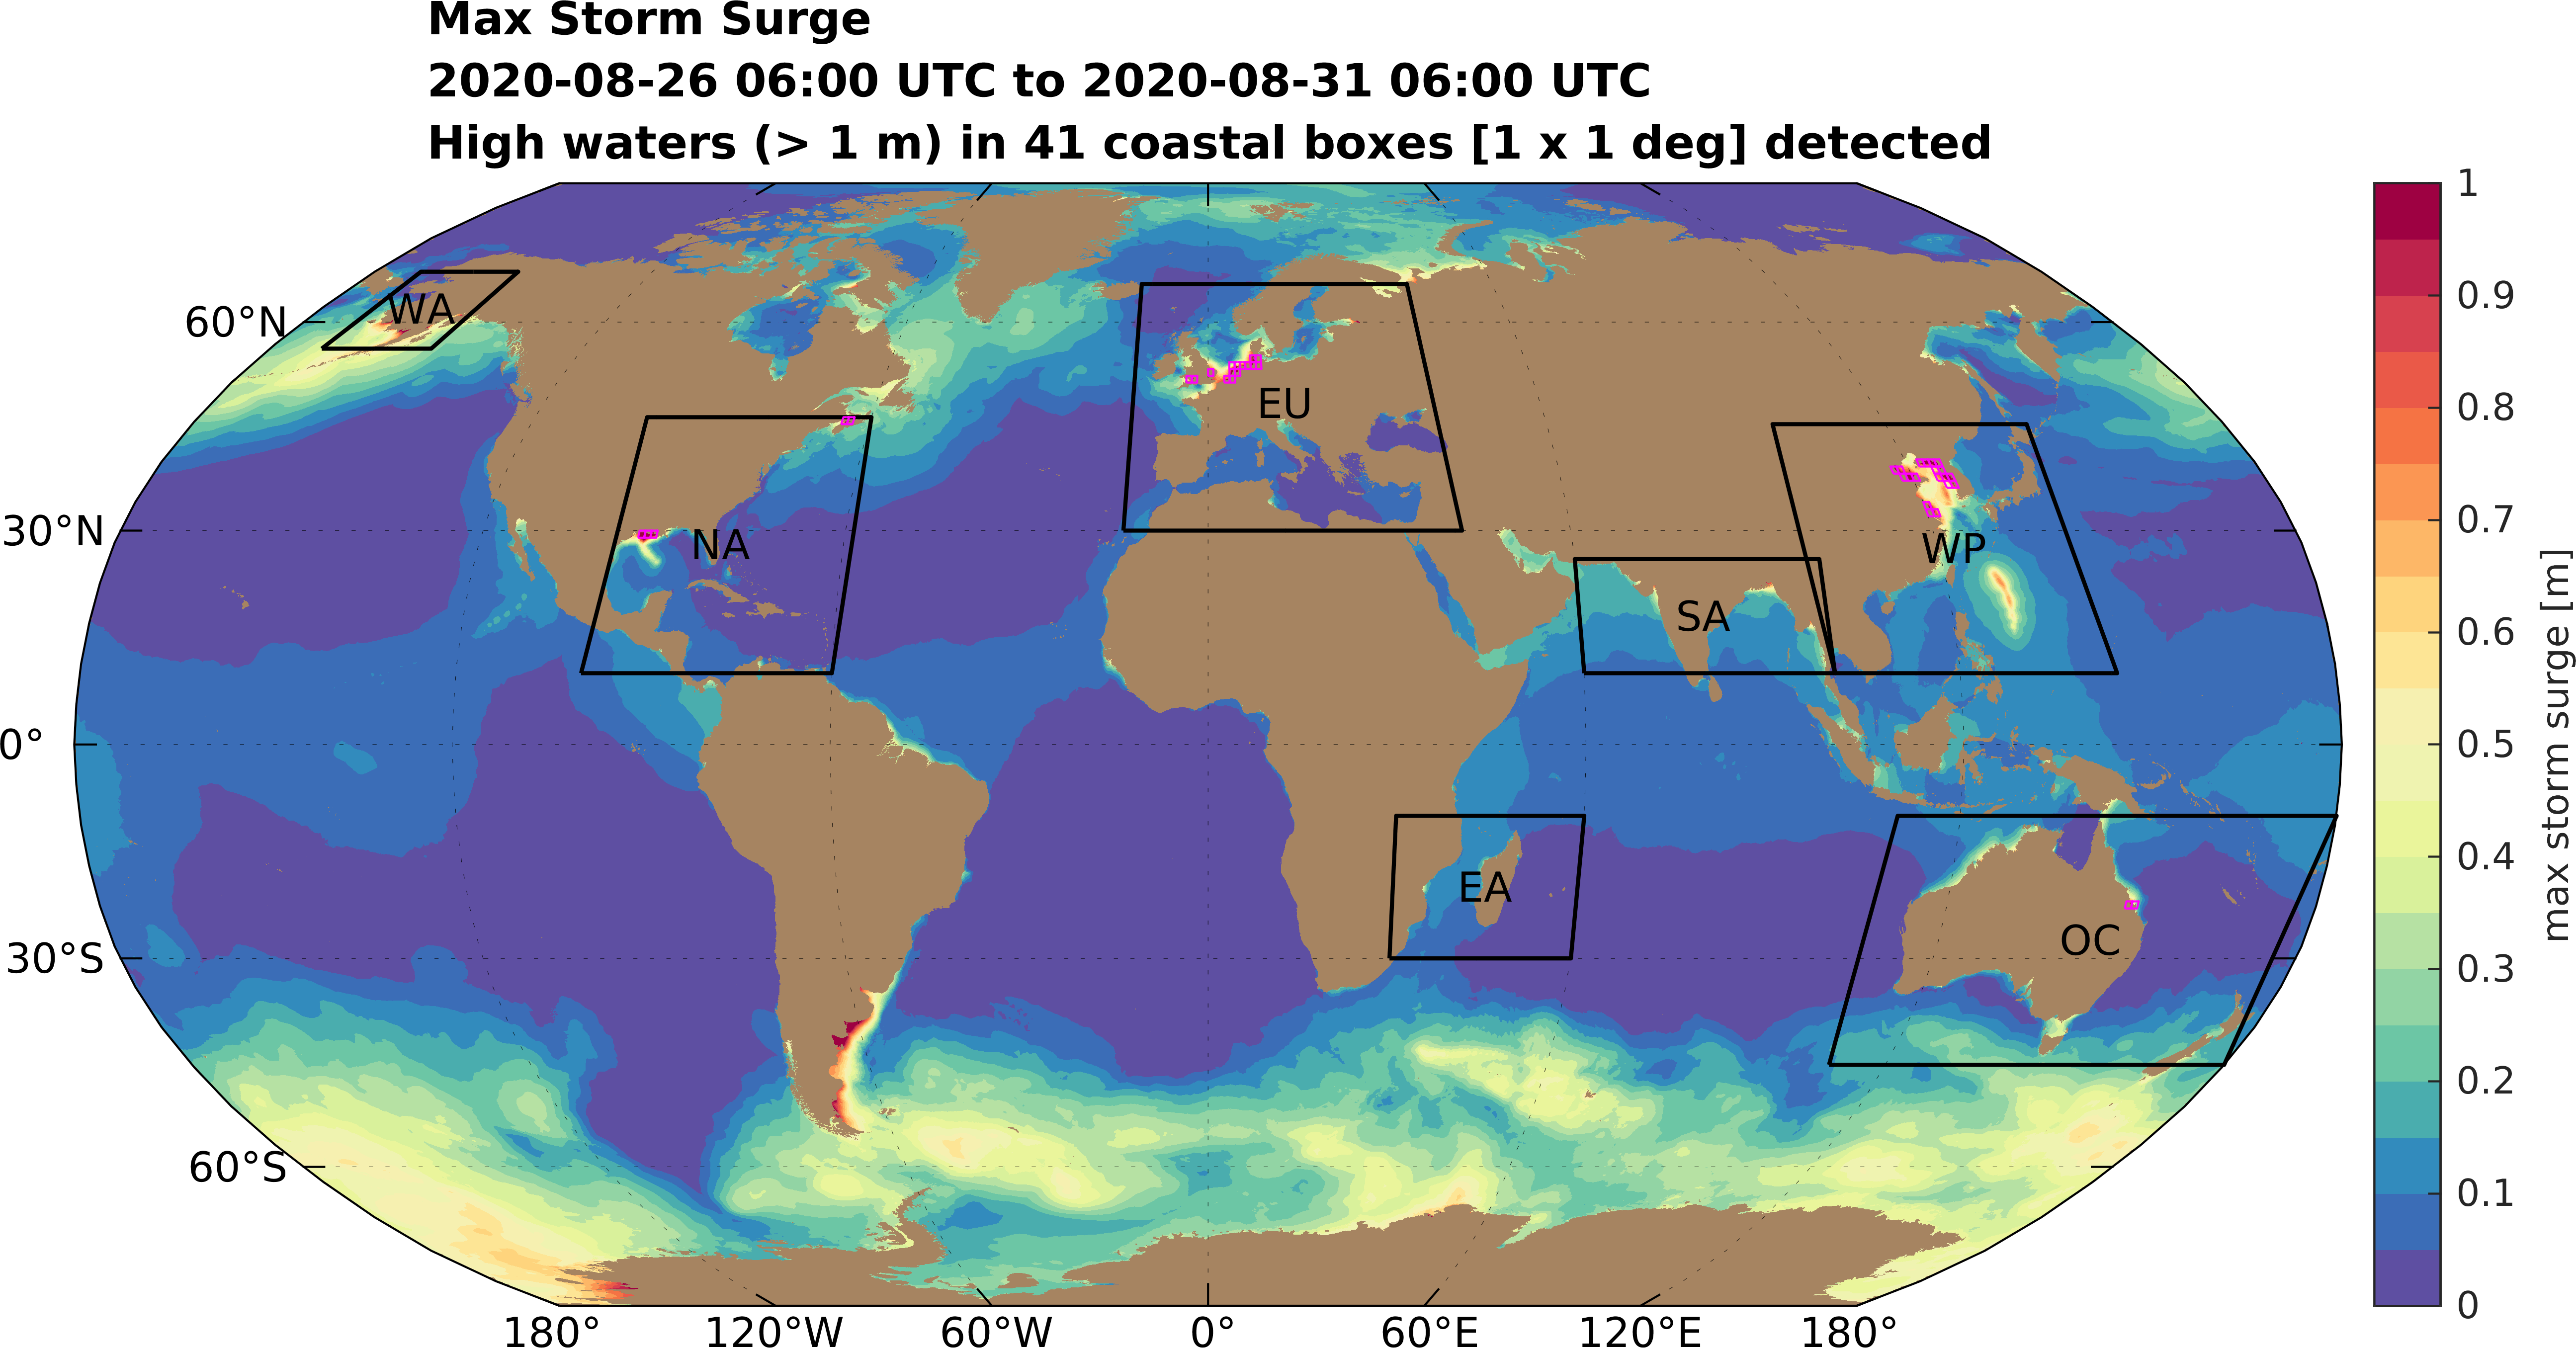 Max Storm Surge
2020-08-26 06:00 UTC to 2020-08-31 06:00 UTC
High waters (> 1 m) in 41 coastal boxes [1 x 1 deg] detected
60°N
30°N
0°
30°S
60°S
WA
NA
EU
SA
WP
EA
OC
180°
120°W
60°W
0°
60°E
120°E
180°
1
0.9
0.8
0.7
0.6
0.5
0.4
0.3
0.2
0.1
0
max storm surge [m]